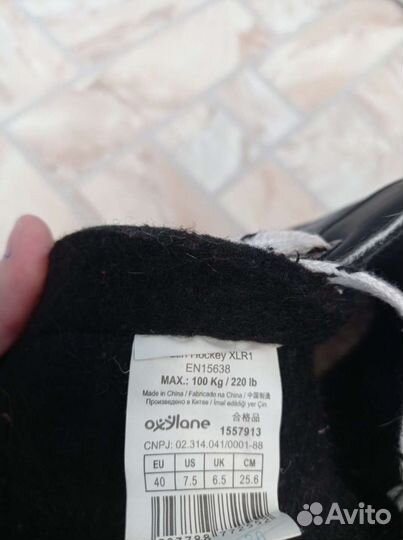 Hockey XLR1
EN15638
MAX.: 100 Kg / 220 lb
Made in China / Fabricado na China / 中国制造
Произведено в Китае / Imal edildiği yer Çin
oxylane 合格品
1557913
CNPJ: 02.314.041/0001-88
EU US UK CM
40 7.5 6.5 25.6
Avito